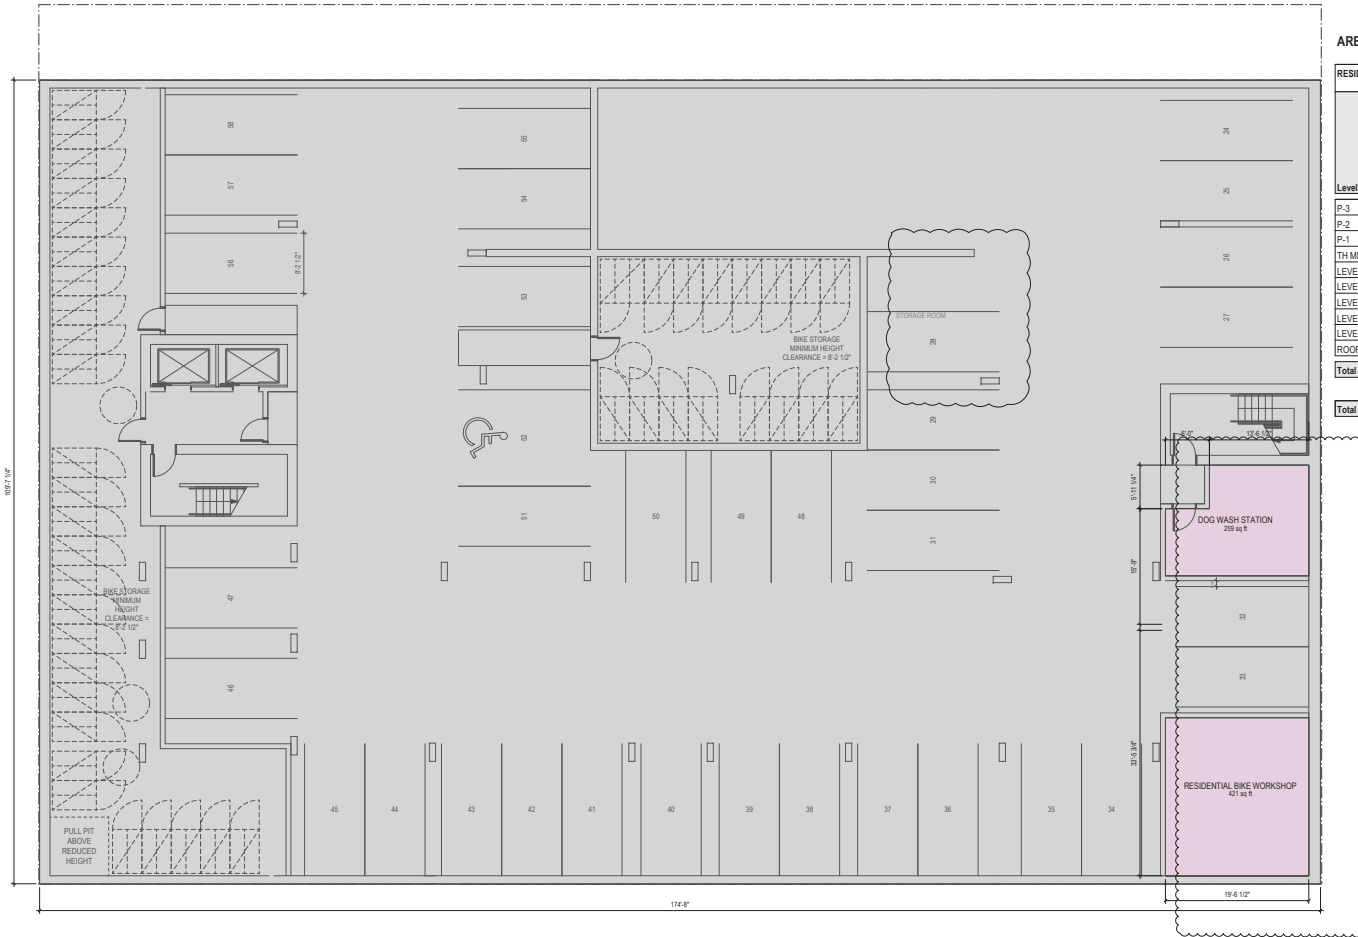 ARE
RESI
Level
P-3
P-2
P-1
TH M
LEVE
LEVE
LEVE
LEVE
LEVE
ROOF
Total
Total
58
57
56
8'-2 1/2"
55
54
53
52
51
24
25
26
27
STORAGE ROOM
28
29
30
31
BIKE STORAGE
MINIMUM HEIGHT
CLEARANCE = 8'-2 1/2"
50
49
48
6'-0"
13'-6 1/2"
5'-11 1/4"
16'-9"
33'-5 3/4"
DOG WASH STATION
259 sq ft
32
33
RESIDENTIAL BIKE WORKSHOP
421 sq ft
109'-7 1/4"
BIKE STORAGE
MINIMUM
HEIGHT
CLEARANCE =
8'-2 1/2"
47
46
PULL PIT
ABOVE
REDUCED
HEIGHT
45
44
43
42
41
40
39
38
37
36
35
34
19'-6 1/2"
174'-8"